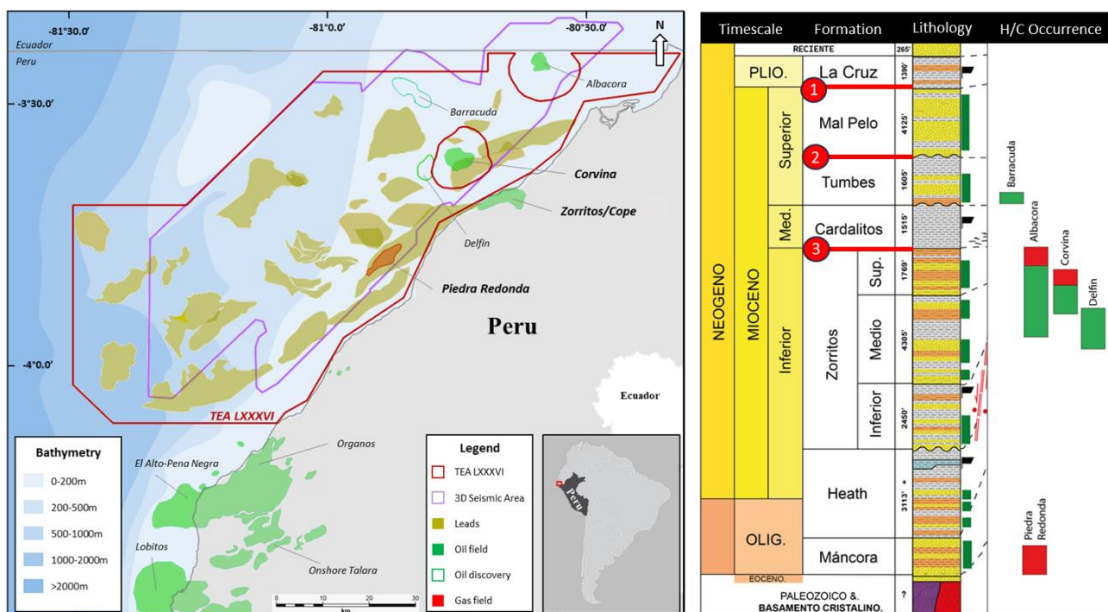 -81°30.0'
-81°0.0'
-80°30.0'
Ecuador
Peru
N
-3°30.0'
-4°0.0'
Albacora
Barracuda
Corvina
Zorritos/Cope
Delfin
Piedra Redonda
Peru
TEA LXXXVI
Ecuador
Organos
El Alto-Pena Negra
Lobitos
Onshore Talara
Bathymetry
0-200m
200-500m
500-1000m
1000-2000m
>2000m
Legend
TEA LXXXVI
3D Seismic Area
Leads
Oil field
Oil discovery
Gas field
Peru
0 10 20 30
km
Timescale Formation Lithology H/C Occurrence
RECIENTE 265'
PLIO. La Cruz 1390'
1
NEOGENO
MIOCENO
Superior
Mal Pelo 4125'
2
Tumbes 1605'
Med.
Cardalitos 1515'
3
Inferior
Zorritos
Sup. 1769'
Medio 4305'
Inferior 2450'
Heath 3113' +
OLIG.
Máncora
EOCENO.
PALEOZOICO &.
BASAMENTO CRISTALINO.
?
Barracuda
Albacora
Corvina
Delfin
Piedra
Redonda